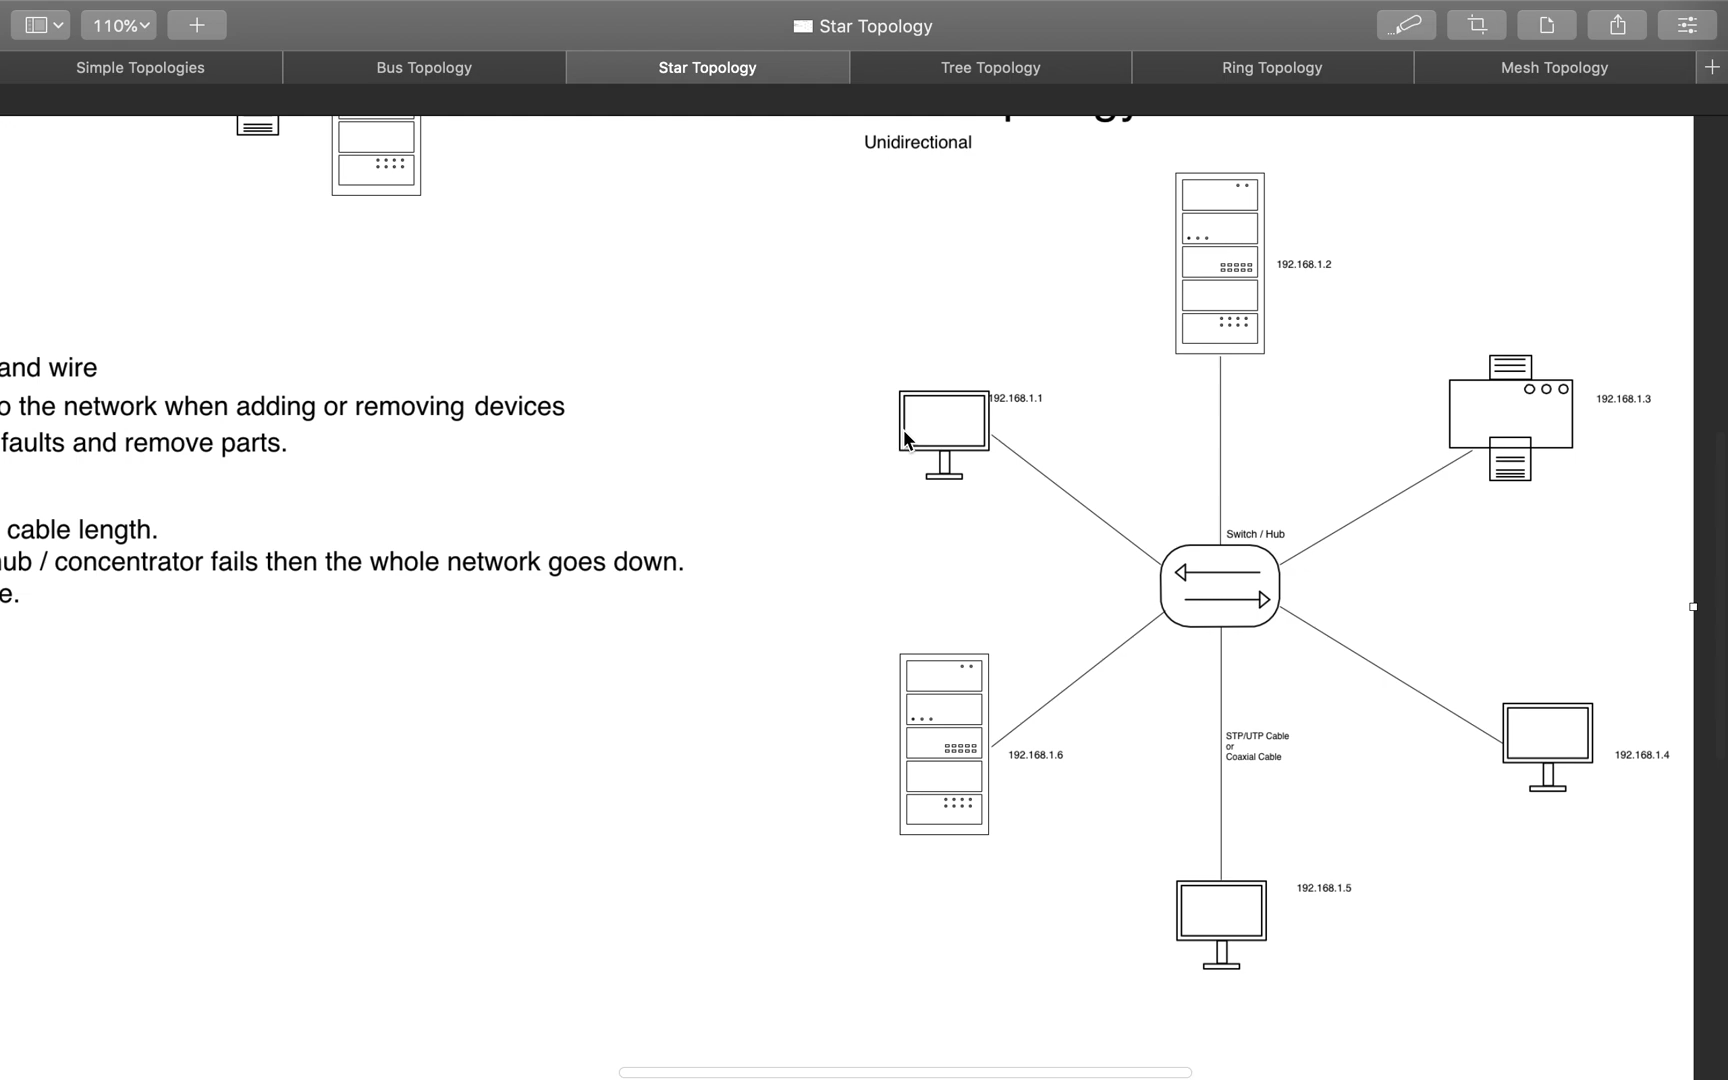 110%
Star Topology
Simple Topologies
Bus Topology
Star Topology
Tree Topology
Ring Topology
Mesh Topology
Unidirectional
192.168.1.2
and wire
o the network when adding or removing devices
faults and remove parts.
cable length.
ub / concentrator fails then the whole network goes down.
e.
192.168.1.1
192.168.1.3
Switch / Hub
STP/UTP Cable
or
Coaxial Cable
192.168.1.6
192.168.1.4
192.168.1.5